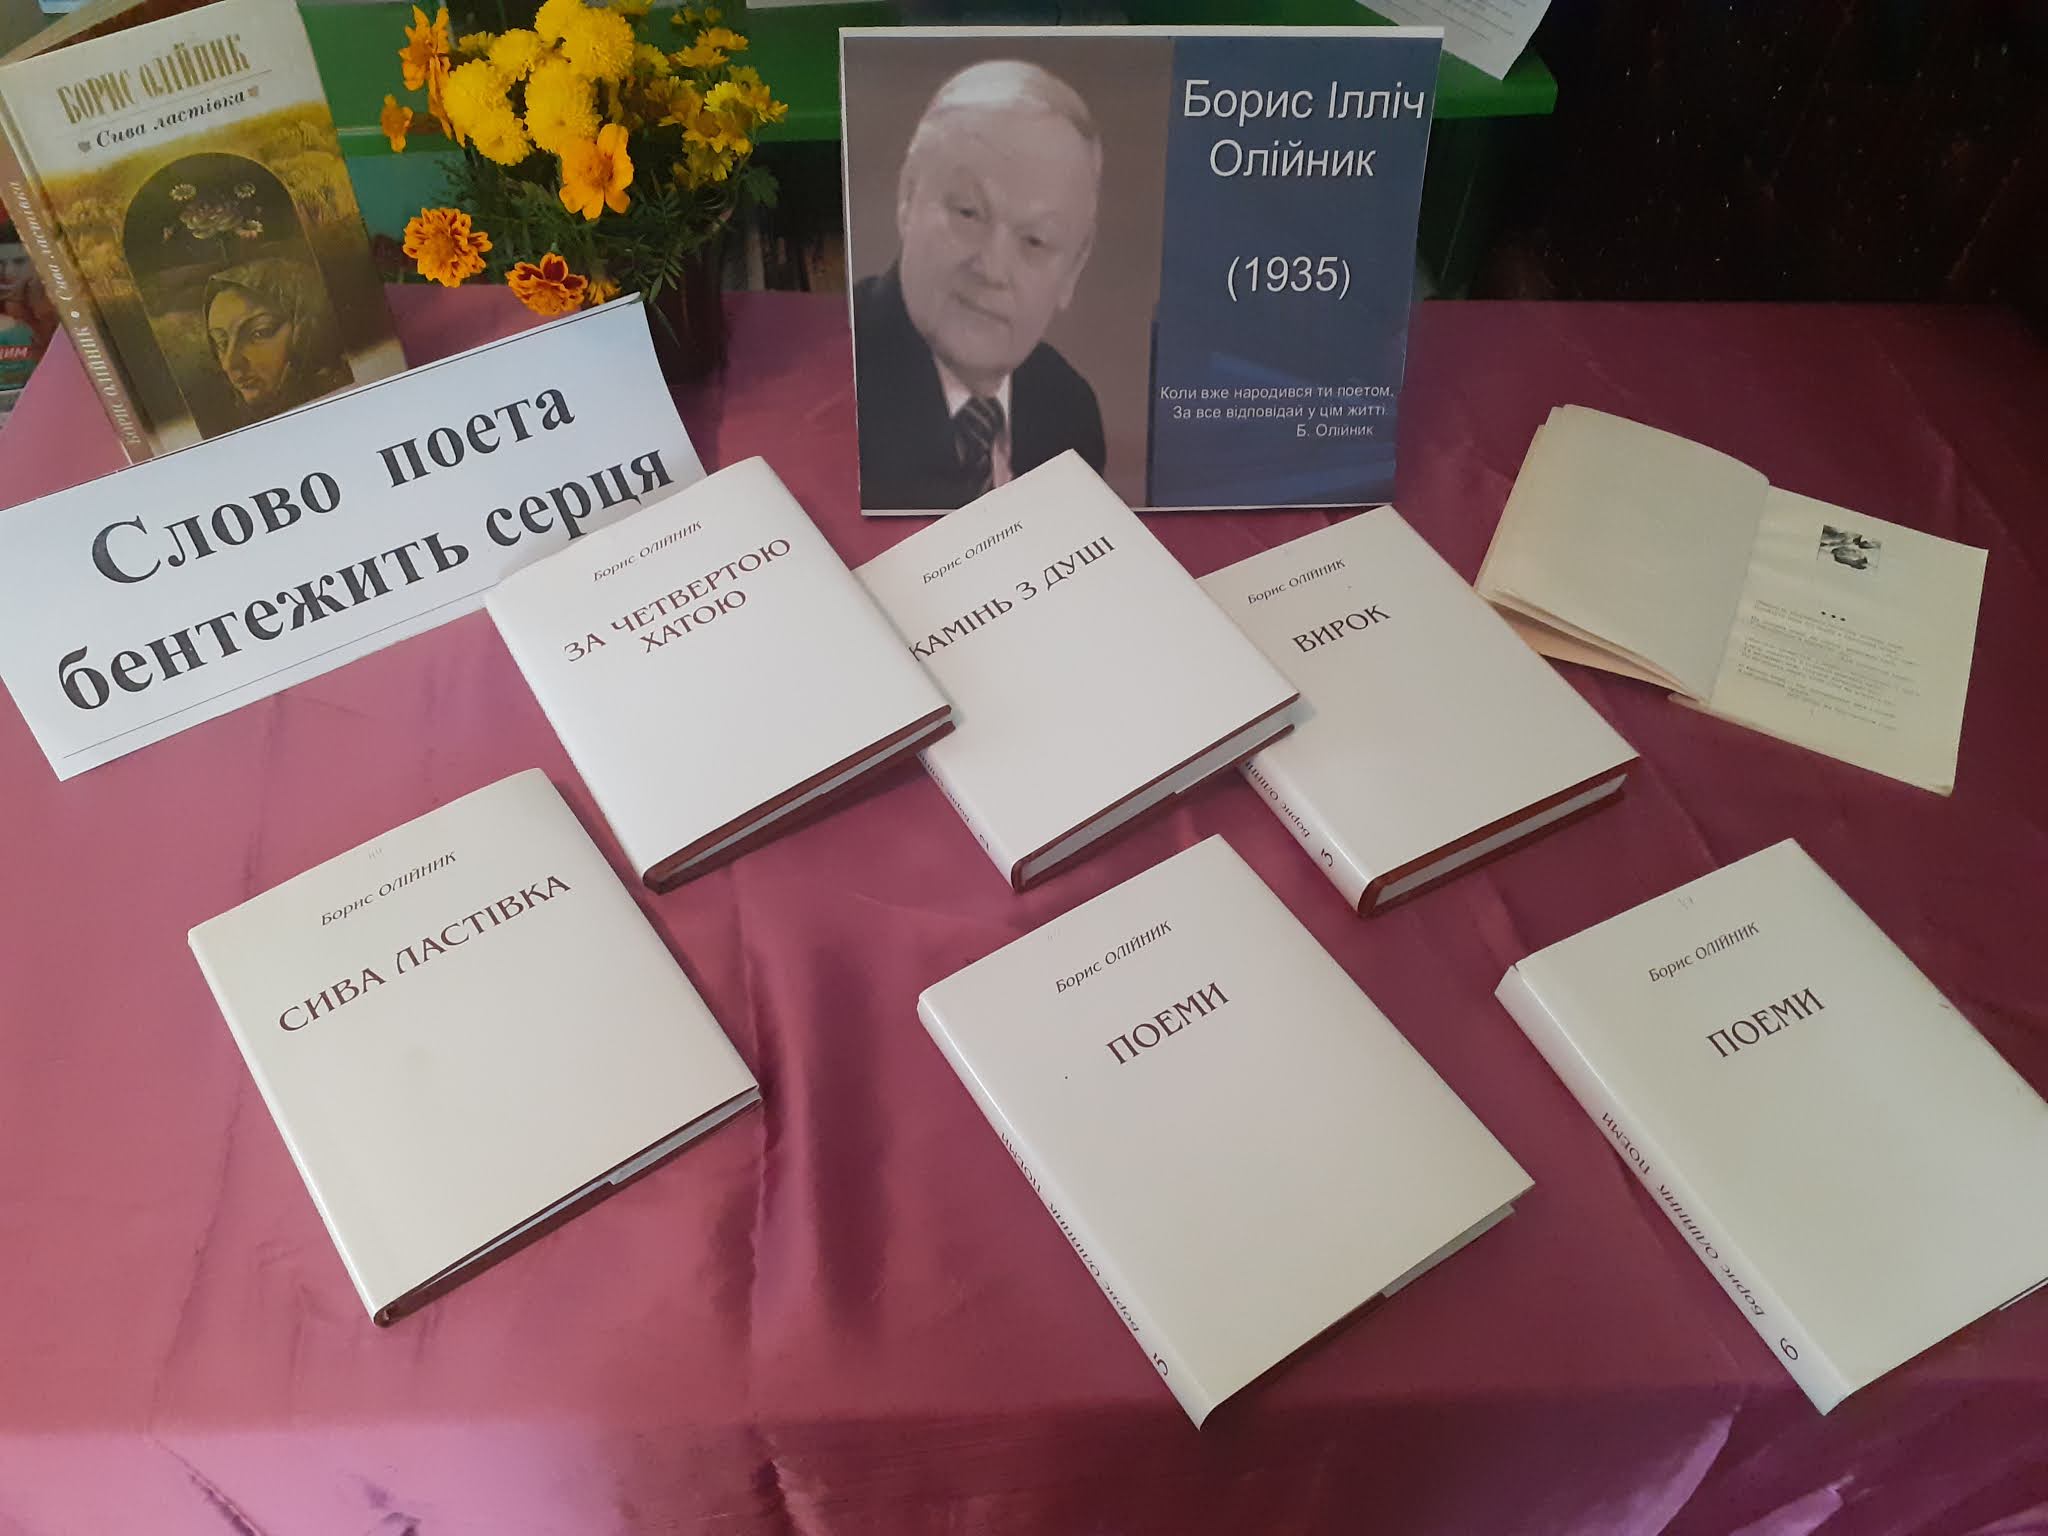 БОРИС ОЛІЙНИК
Сива ластівка
БОРИС ОЛІЙНИК • Сива ластівка
Борис Ілліч
Олійник
(1935)
Коли вже народився ти поетом,
За все відповідай у цім житті.
Б. Олійник
Слово поета
бентежить серця
Борис ОЛІЙНИК
ЗА ЧЕТВЕРТОЮ
ХАТОЮ
Борис ОЛІЙНИК
КАМІНЬ З ДУШІ
Борис ОЛІЙНИК
ВИРОК
Борис ОЛІЙНИК
3
* * *
Борис ОЛІЙНИК
СИВА ЛАСТІВКА
Борис ОЛІЙНИК
ПОЕМИ
Борис ОЛІЙНИК ПОЕМИ
5
Борис ОЛІЙНИК
ПОЕМИ
Борис ОЛІЙНИК ПОЕМИ
6